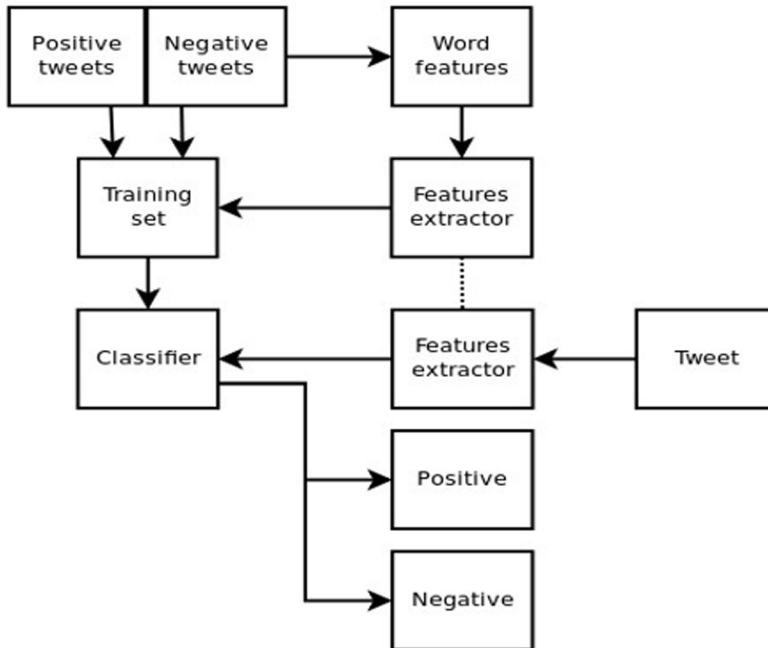 Positive
tweets
Negative
tweets
Word
features
Training
set
Features
extractor
Classifier
Features
extractor
Tweet
Positive
Negative